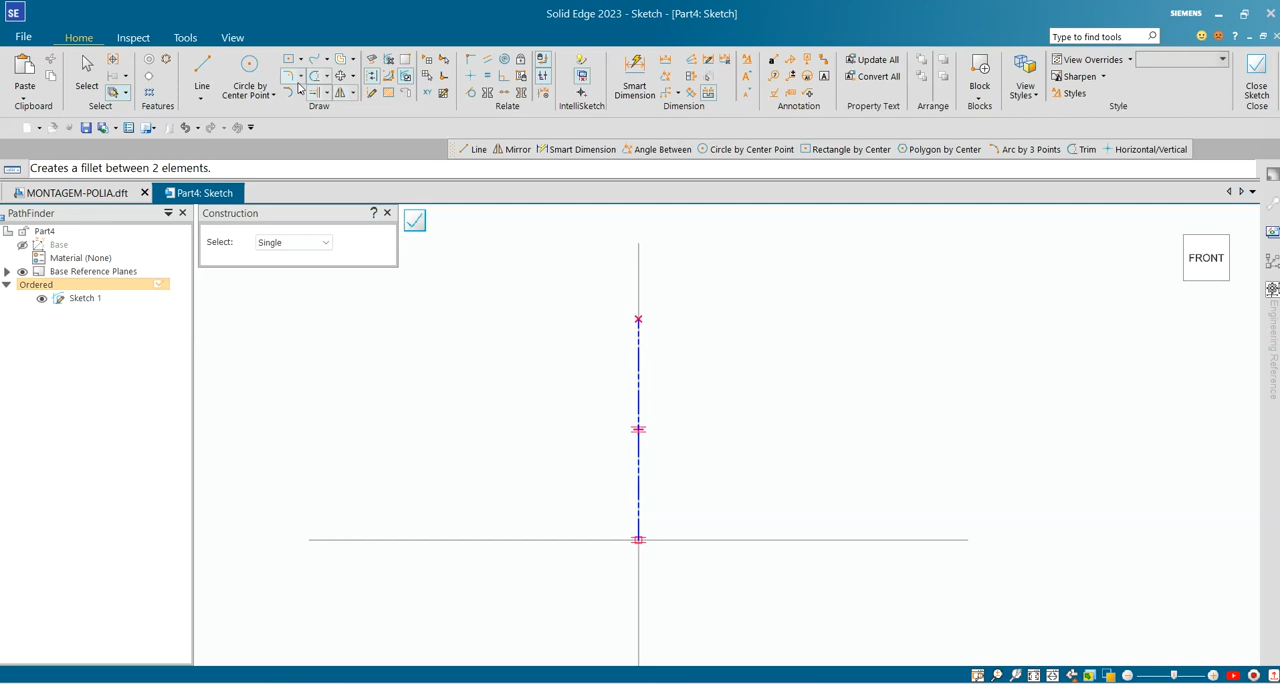 SE
Solid Edge 2023 - Sketch - [Part4: Sketch]
SIEMENS
File
Home
Inspect
Sketch
Tools
View
Type to find tools
Paste
Clipboard
Select
Select
Features
Line
Circle by Center Point
Draw
Relate
IntelliSketch
Smart Dimension
Dimension
Annotation
Update All
Convert All
Property Text
Arrange
Block
Blocks
View Styles
View Overrides
Sharpen
Styles
Style
Close Sketch
Close
Line
Mirror
Smart Dimension
Angle Between
Circle by Center Point
Rectangle by Center
Polygon by Center
Arc by 3 Points
Trim
Horizontal/Vertical
Creates a fillet between 2 elements.
MONTAGEM-POLIA.dft
Part4: Sketch
PathFinder
Part4
Base
Material (None)
Base Reference Planes
Ordered
Sketch 1
Construction
Select:
Single
FRONT
Engineering Reference